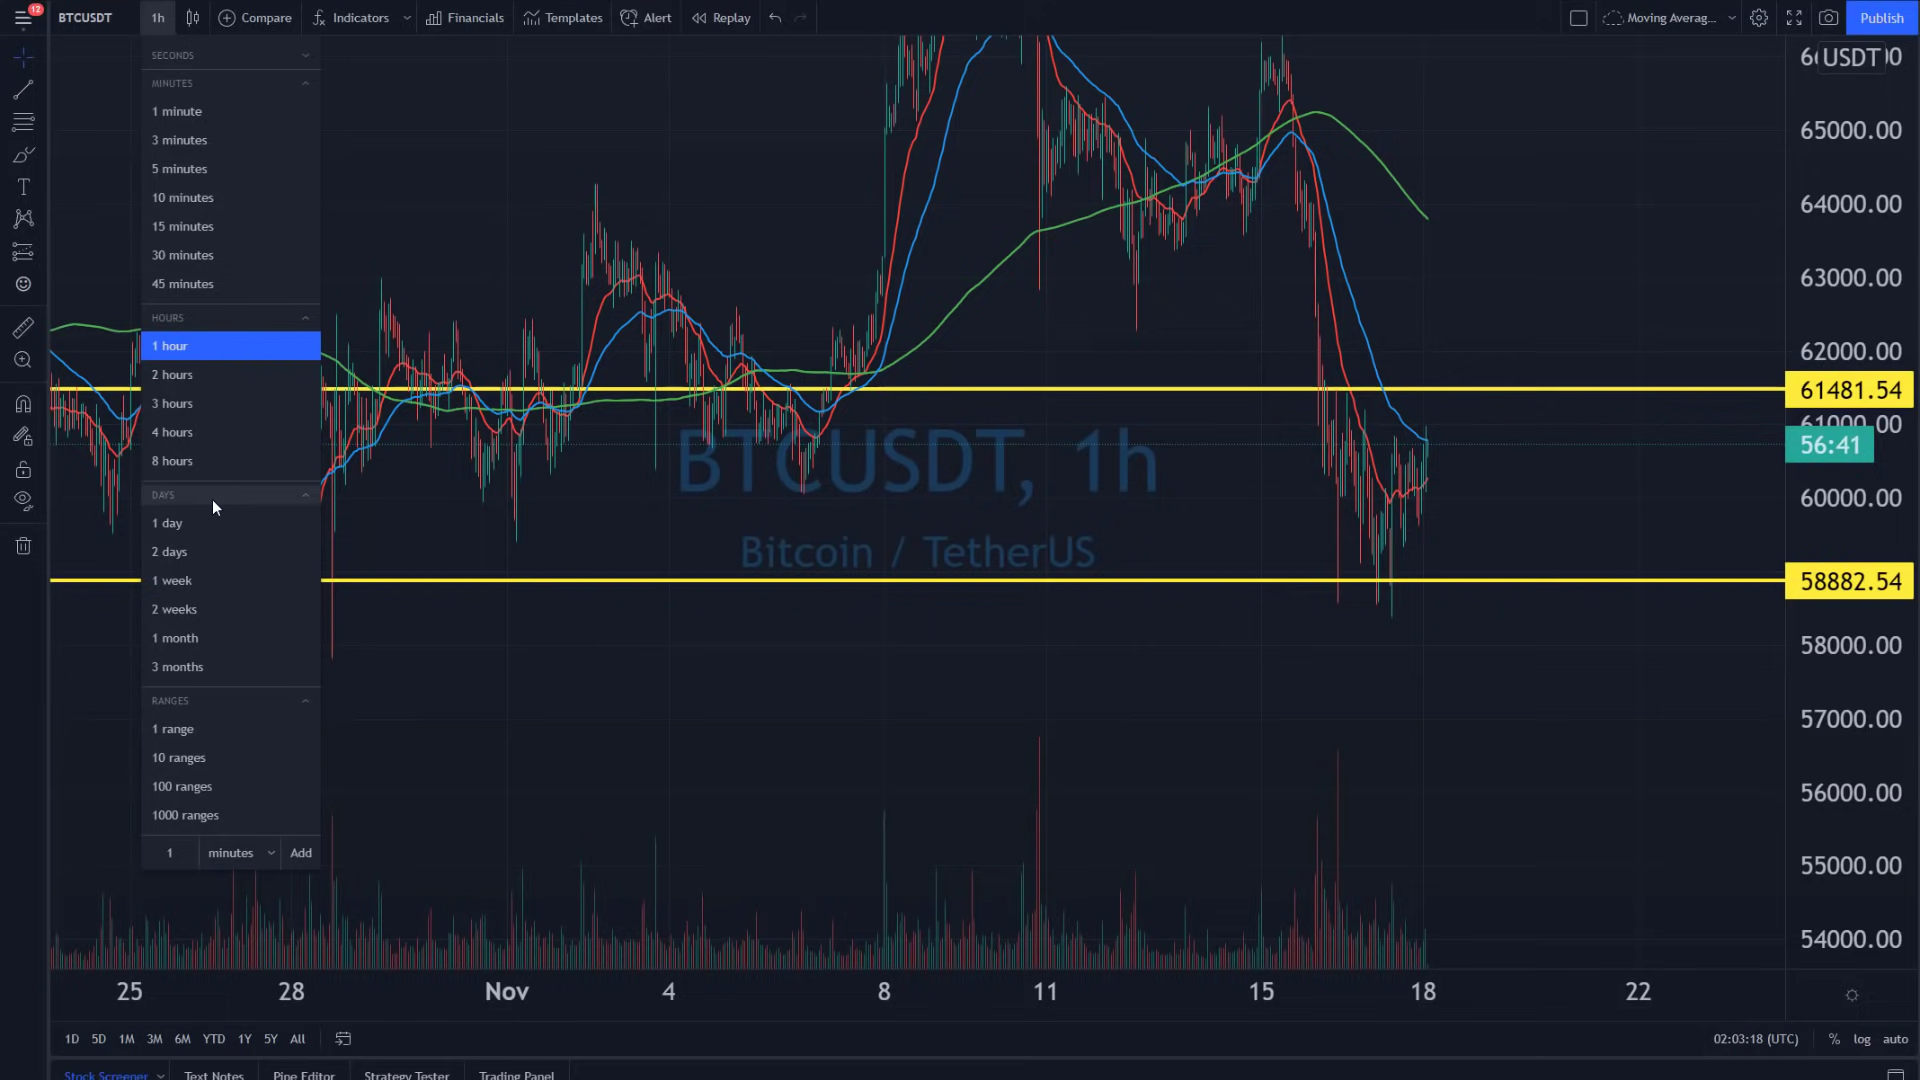 12
BTCUSDT 1h Compare Indicators Financials Templates Alert Replay Moving Averag... Publish
SECONDS
MINUTES
1 minute
3 minutes
5 minutes
10 minutes
15 minutes
30 minutes
45 minutes
HOURS
1 hour
2 hours
3 hours
4 hours
8 hours
DAYS
1 day
2 days
1 week
2 weeks
1 month
3 months
RANGES
1 range
10 ranges
100 ranges
1000 ranges
1 minutes Add
BTCUSDT, 1h
Bitcoin / TetherUS
USDT
65000.00
64000.00
63000.00
62000.00
61481.54
61000.00
56:41
60000.00
58882.54
58000.00
57000.00
56000.00
55000.00
54000.00
25 28 Nov 4 8 11 15 18 22
1D 5D 1M 3M 6M YTD 1Y 5Y All 02:03:18 (UTC) % log auto
Stock Screener Text Notes Pine Editor Strategy Tester Trading Panel